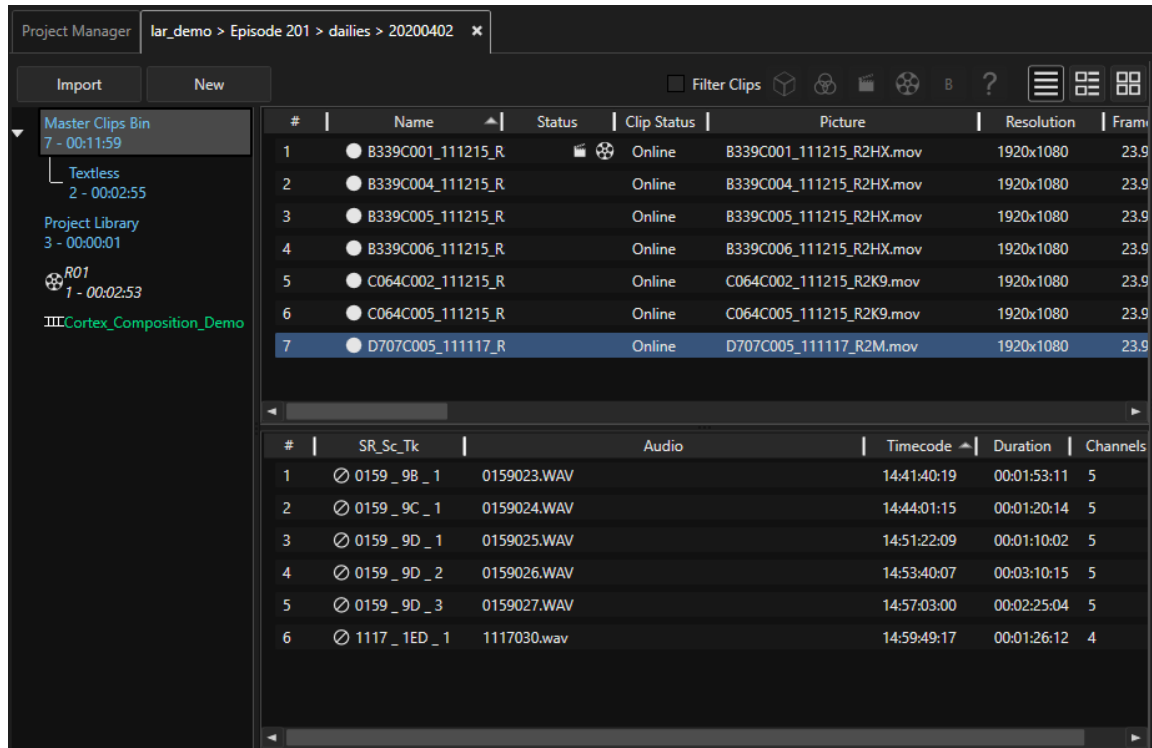 Project Manager lar_demo > Episode 201 > dailies > 20200402 ×
Import New Filter Clips B ?
Master Clips Bin
7 - 00:11:59
Textless
2 - 00:02:55
Project Library
3 - 00:00:01
R01
1 - 00:02:53
Cortex_Composition_Demo
# Name Status Clip Status Picture Resolution Fram
1 B339C001_111215_R Online B339C001_111215_R2HX.mov 1920x1080 23.9
2 B339C004_111215_R Online B339C004_111215_R2HX.mov 1920x1080 23.9
3 B339C005_111215_R Online B339C005_111215_R2HX.mov 1920x1080 23.9
4 B339C006_111215_R Online B339C006_111215_R2HX.mov 1920x1080 23.9
5 C064C002_111215_R Online C064C002_111215_R2K9.mov 1920x1080 23.9
6 C064C005_111215_R Online C064C005_111215_R2K9.mov 1920x1080 23.9
7 D707C005_111117_R Online D707C005_111117_R2M.mov 1920x1080 23.9
# SR_Sc_Tk Audio Timecode Duration Channels
1 0159 _ 9B _ 1 0159023.WAV 14:41:40:19 00:01:53:11 5
2 0159 _ 9C _ 1 0159024.WAV 14:44:01:15 00:01:20:14 5
3 0159 _ 9D _ 1 0159025.WAV 14:51:22:09 00:01:10:02 5
4 0159 _ 9D _ 2 0159026.WAV 14:53:40:07 00:03:10:15 5
5 0159 _ 9D _ 3 0159027.WAV 14:57:03:00 00:02:25:04 5
6 1117 _ 1ED _ 1 1117030.wav 14:59:49:17 00:01:26:12 4